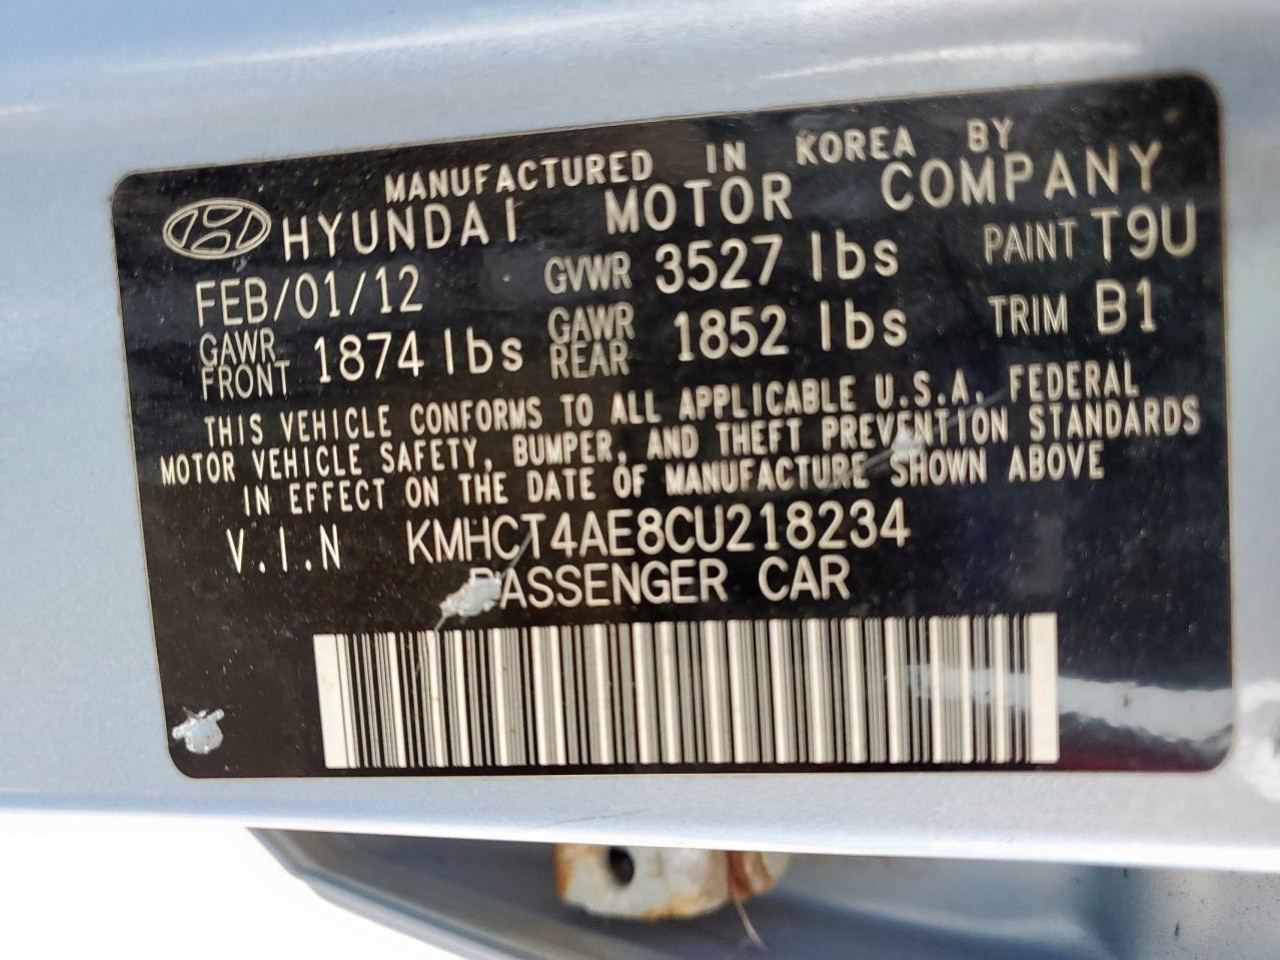 MANUFACTURED IN KOREA BY
HYUNDAI MOTOR COMPANY
FEB/01/12 GVWR 3527 lbs PAINT T9U
GAWR FRONT 1874 lbs GAWR REAR 1852 lbs TRIM B1
THIS VEHICLE CONFORMS TO ALL APPLICABLE U.S.A. FEDERAL
MOTOR VEHICLE SAFETY, BUMPER, AND THEFT PREVENTION STANDARDS
IN EFFECT ON THE DATE OF MANUFACTURE SHOWN ABOVE
V.I.N KMHCT4AE8CU218234
PASSENGER CAR